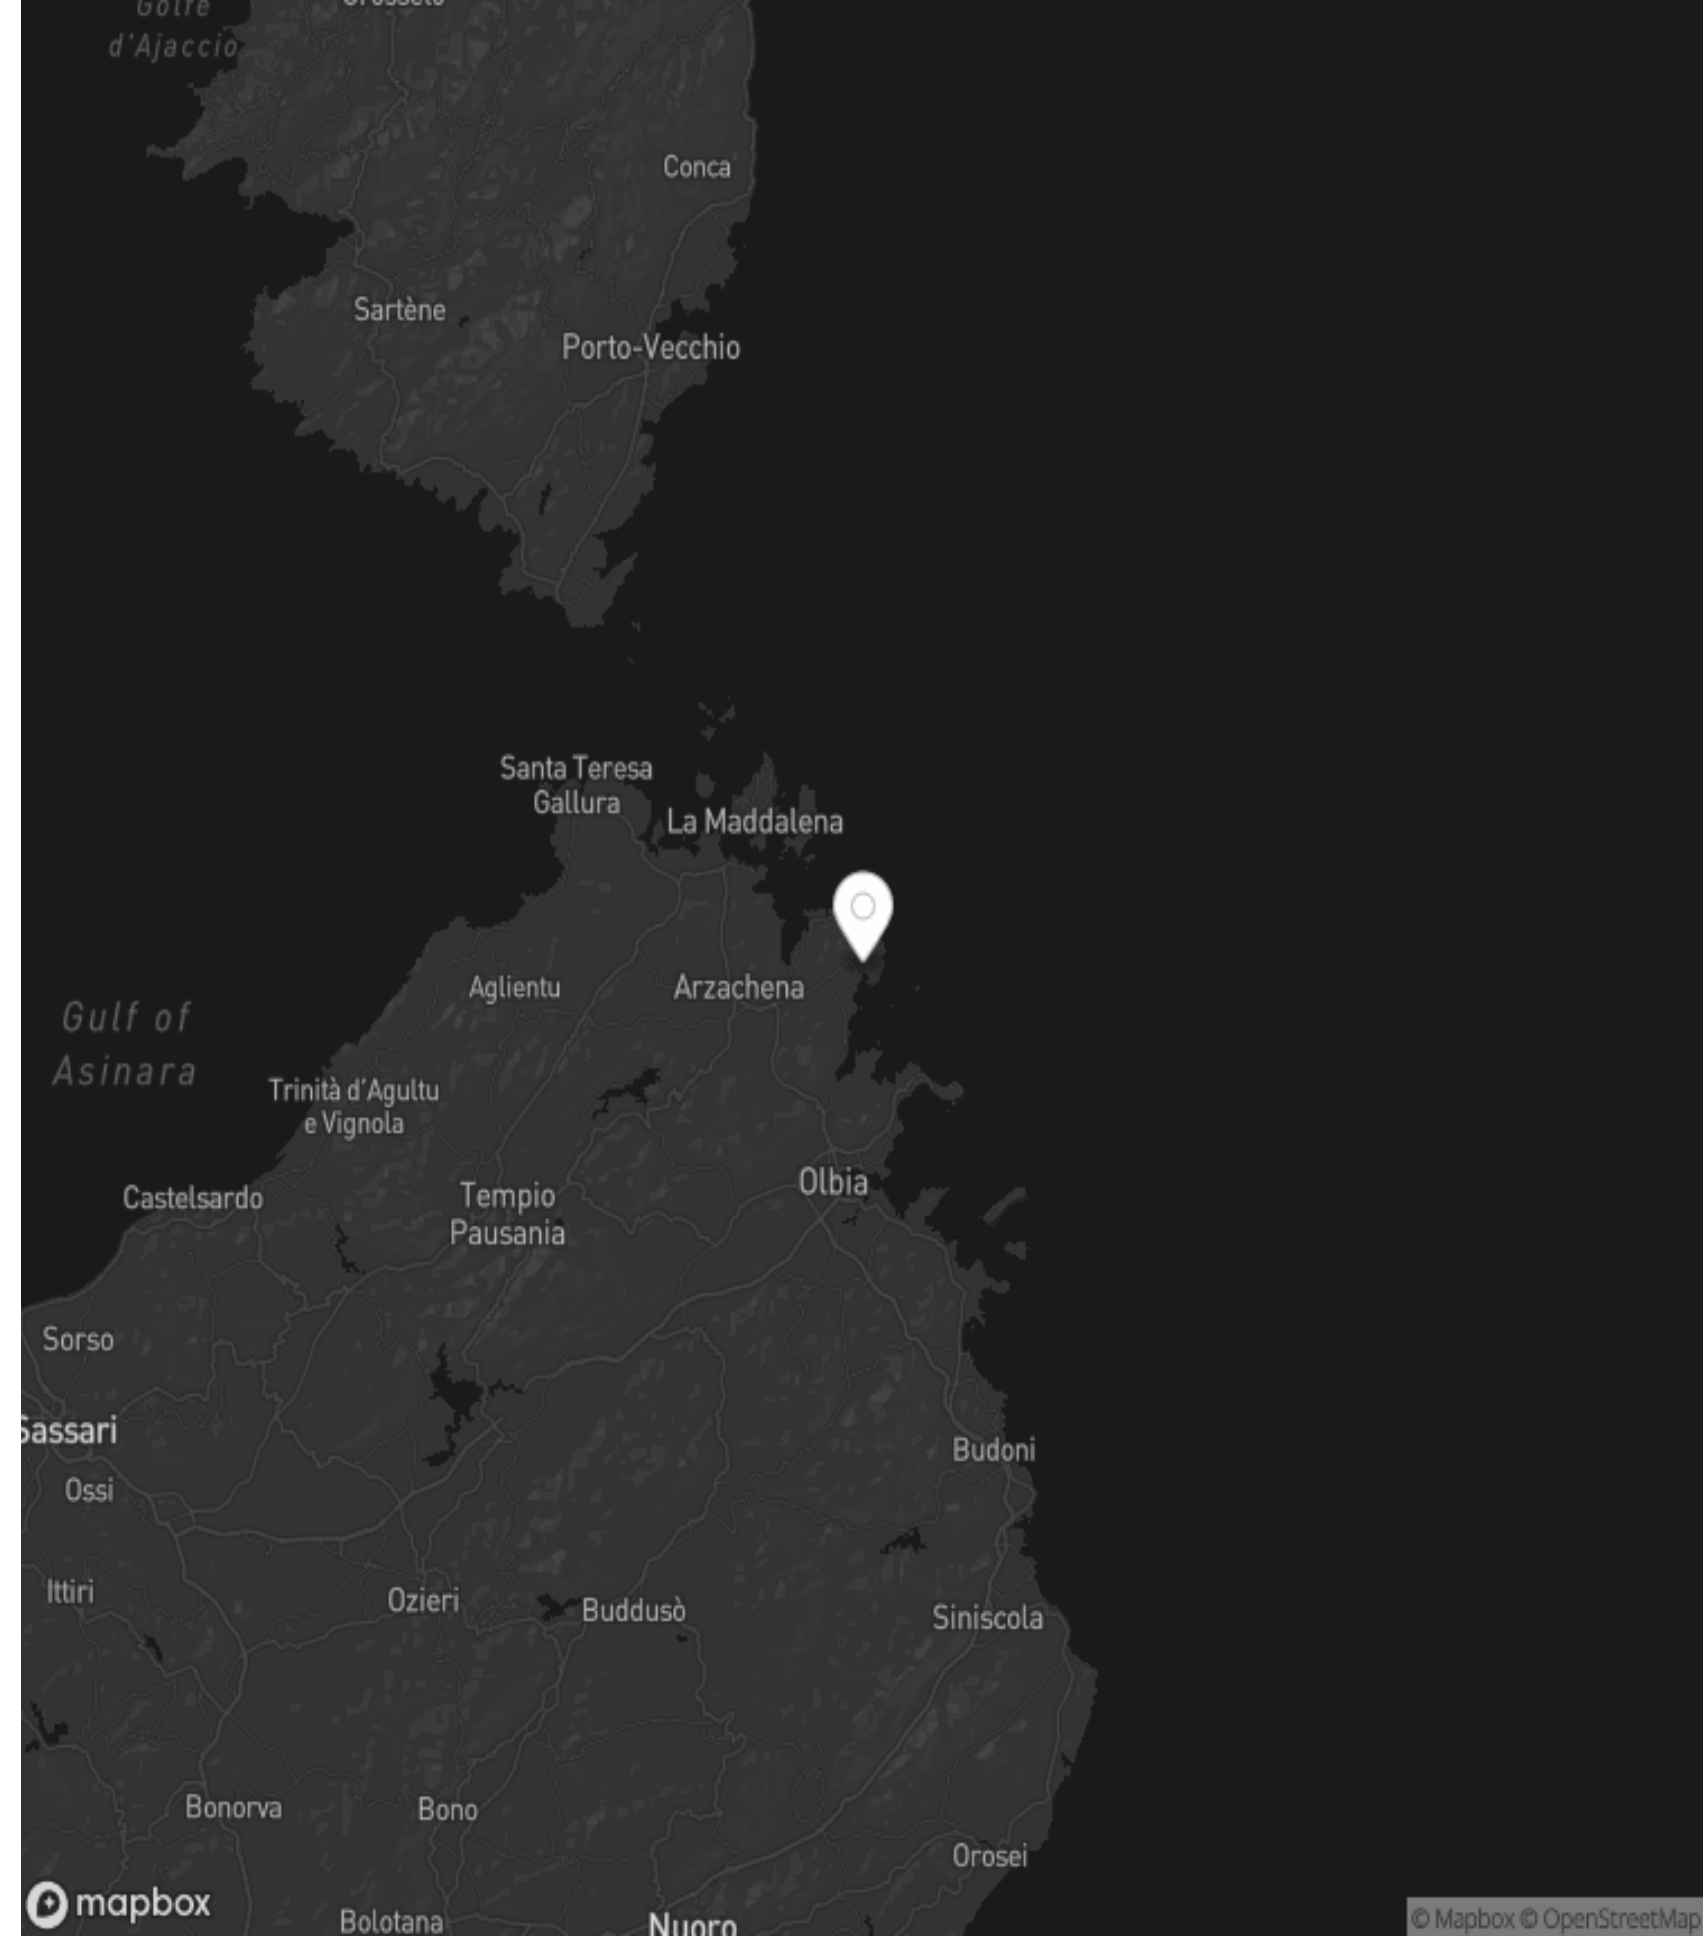 Golfe
d'Ajaccio
Conca
Sartène
Porto-Vecchio
Santa Teresa
Gallura
La Maddalena
Aglientu
Arzachena
Gulf of
Asinara
Trinità d'Agultu
e Vignola
Olbia
Castelsardo
Tempio
Pausania
Sorso
Sassari
Budoni
Ossi
Ittiri
Ozieri
Buddusò
Siniscola
Bonorva
Bono
Orosei
mapbox
Bolotana
Nuoro
© Mapbox © OpenStreetMap